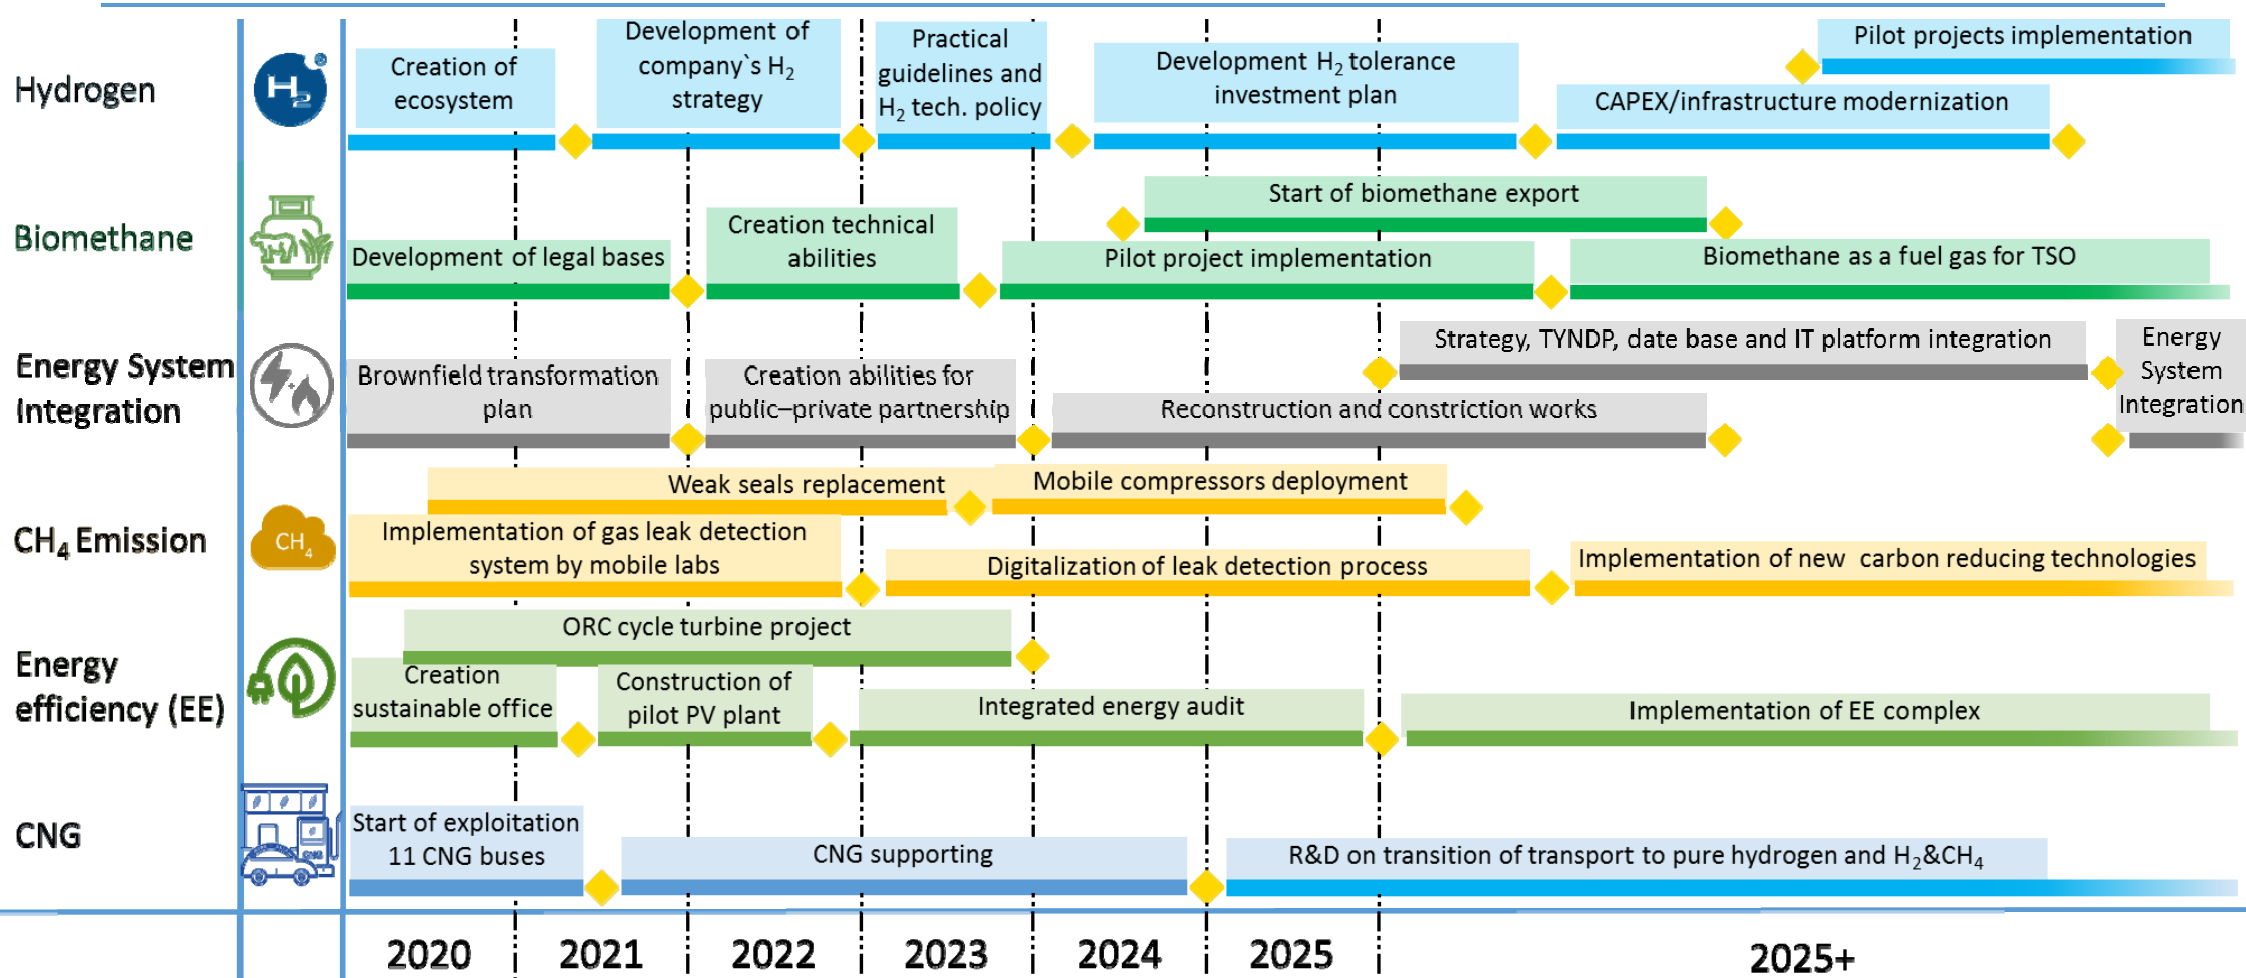 Hydrogen
H2
Creation of
ecosystem
Development of
company`s H2
strategy
Practical
guidelines and
H2 tech. policy
Development H2 tolerance
investment plan
Pilot projects implementation
CAPEX/infrastructure modernization
Biomethane
Development of legal bases
Creation technical
abilities
Start of biomethane export
Pilot project implementation
Biomethane as a fuel gas for TSO
Energy System
Integration
Brownfield transformation
plan
Creation abilities for
public–private partnership
Strategy, TYNDP, date base and IT platform integration
Reconstruction and constriction works
Energy
System
Integration
CH4 Emission
CH4
Weak seals replacement
Mobile compressors deployment
Implementation of gas leak detection
system by mobile labs
Digitalization of leak detection process
Implementation of new carbon reducing technologies
Energy
efficiency (EE)
ORC cycle turbine project
Creation
sustainable office
Construction of
pilot PV plant
Integrated energy audit
Implementation of EE complex
CNG
CNG
Start of exploitation
11 CNG buses
CNG supporting
R&D on transition of transport to pure hydrogen and H2&CH4
2020
2021
2022
2023
2024
2025
2025+